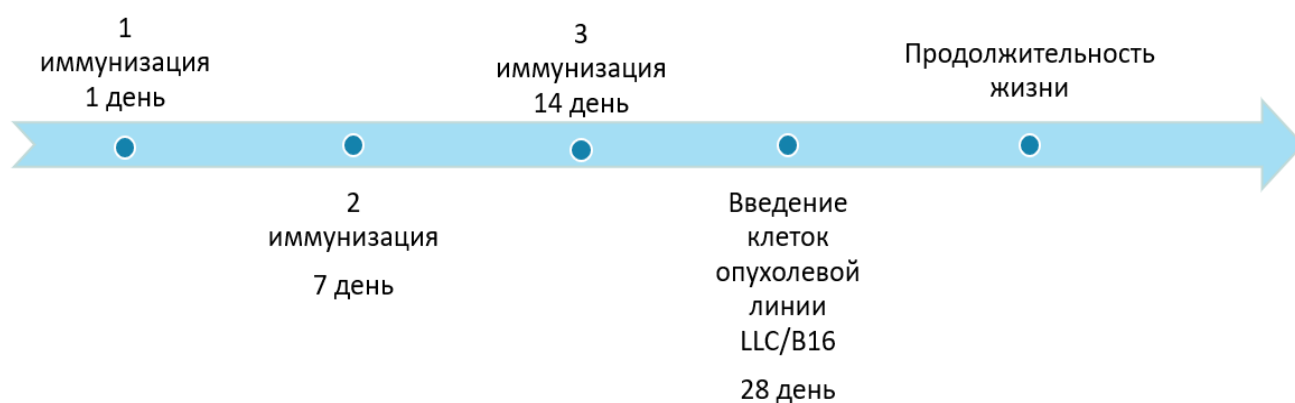 1
иммунизация
1 день
2
иммунизация
7 день
3
иммунизация
14 день
Введение
клеток
опухолевой
линии
LLC/B16
28 день
Продолжительность
жизни